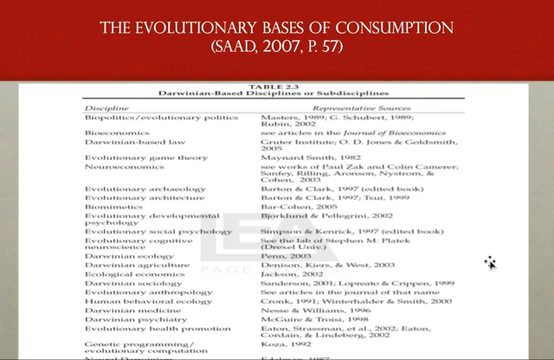 THE EVOLUTIONARY BASES OF CONSUMPTION
(SAAD, 2007, P. 57)
TABLE 2.3
Darwinian-Based Disciplines or Subdisciplines
Discipline Representative Sources
Biopolitics/evolutionary politics Masters, 1989; G. Schubert, 1989;
Rubin, 2002
Bioeconomics see articles in the Journal of Bioeconomics
Darwinian-based law Gruter Institute; O. D. Jones & Goldsmith,
2005
Evolutionary game theory Maynard Smith, 1982
Neuroeconomics see works of Paul Zak and Colin Camerer;
Sanfey, Rilling, Aronson, Nystrom, &
Cohen, 2003
Evolutionary archaeology Barton & Clark, 1997 (edited book)
Evolutionary architecture Barton & Clark, 1997; Tsui, 1999
Biomimetics Bar-Cohen, 2005
Evolutionary developmental Bjorklund & Pellegrini, 2002
psychology
Evolutionary social psychology Simpson & Kenrick, 1997 (edited book)
Evolutionary cognitive See the lab of Stephen M. Platek
neuroscience (Drexel Univ.)
Darwinian ecology Penn, 2003
Darwinian agriculture Denison, Kiers, & West, 2003
Ecological economics Jackson, 2002
Darwinian sociology Sanderson, 2001; Lopreato & Crippen, 1999
Evolutionary anthropology See articles in the journal of that name
Human behavioral ecology Cronk, 1991; Winterhalder & Smith, 2000
Darwinian medicine Nesse & Williams, 1996
Darwinian psychiatry McGuire & Troisi, 1998
Evolutionary health promotion Eaton, Strassman, et al., 2002; Eaton,
Cordain, & Lindeberg, 2002
Genetic programming/ Koza, 1992
evolutionary computation
Neural Darwinism Edelman, 1987
LEA
PAGE